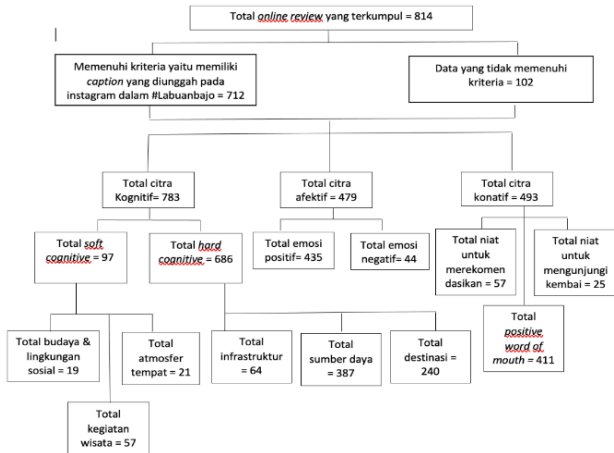 Total online review yang terkumpul = 814
Memenuhi kriteria yaitu memiliki
caption yang diunggah pada
instagram dalam #Labuanbajo = 712
Data yang tidak memenuhi
kriteria = 102
Total citra
Kognitif= 783
Total citra
afektif = 479
Total citra
konatif = 493
Total soft
cognitive = 97
Total hard
cognitive = 686
Total emosi
positif= 435
Total emosi
negatif= 44
Total niat
untuk
merekomen
dasikan = 57
Total niat
untuk
mengunjungi
kembai = 25
Total budaya &
lingkungan
sosial = 19
Total
atmosfer
tempat = 21
Total
infrastruktur
= 64
Total
sumber daya
= 387
Total
destinasi =
240
Total
positive
word of
mouth = 411
Total
kegiatan
wisata = 57